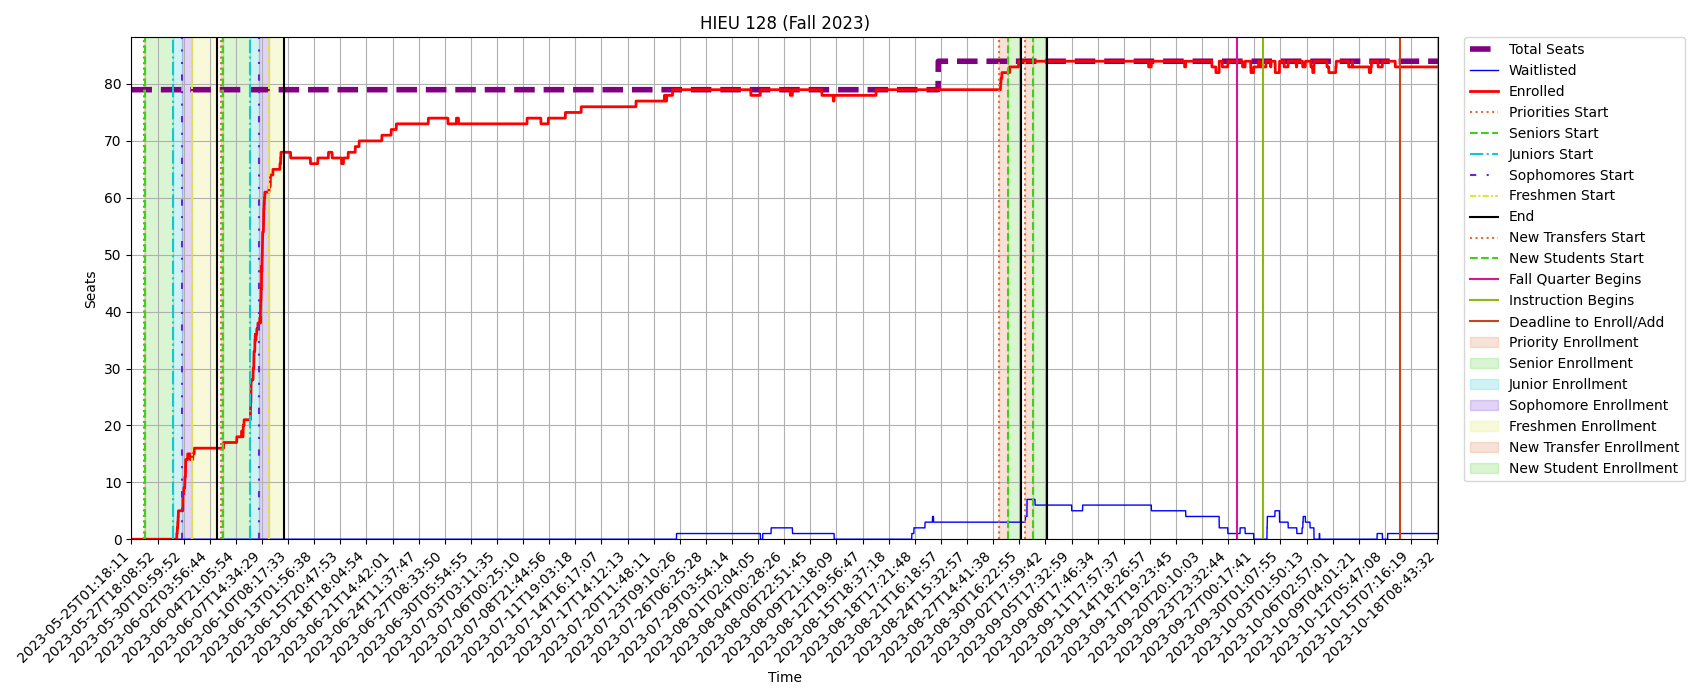 HIEU 128 (Fall 2023)
Seats
80
70
60
50
40
30
20
10
0
2023-05-25T01:18:11
2023-05-27T18:08:52
2023-05-30T10:59:52
2023-06-02T03:56:44
2023-06-04T21:05:54
2023-06-07T14:34:29
2023-06-10T08:17:33
2023-06-13T01:56:38
2023-06-15T20:47:53
2023-06-18T18:04:54
2023-06-21T14:42:01
2023-06-24T11:37:47
2023-06-27T08:33:50
2023-06-30T05:54:55
2023-07-03T03:11:35
2023-07-06T00:25:10
2023-07-08T21:44:56
2023-07-11T19:03:18
2023-07-14T16:17:07
2023-07-17T14:12:13
2023-07-20T11:48:11
2023-07-23T09:10:26
2023-07-26T06:25:28
2023-07-29T03:54:14
2023-08-01T02:04:05
2023-08-04T00:28:26
2023-08-06T22:51:45
2023-08-09T21:18:09
2023-08-12T19:56:47
2023-08-15T18:37:18
2023-08-18T17:21:48
2023-08-21T16:18:57
2023-08-24T15:32:57
2023-08-27T14:41:38
2023-08-30T16:22:55
2023-09-02T17:59:42
2023-09-05T17:32:59
2023-09-08T17:46:34
2023-09-11T17:57:37
2023-09-14T18:26:57
2023-09-17T19:23:45
2023-09-20T20:10:03
2023-09-23T23:32:44
2023-09-27T00:17:41
2023-09-30T01:07:55
2023-10-03T01:50:13
2023-10-06T02:57:01
2023-10-09T04:01:21
2023-10-12T05:47:08
2023-10-15T07:16:19
2023-10-18T08:43:32
Time
Total Seats
Waitlisted
Enrolled
Priorities Start
Seniors Start
Juniors Start
Sophomores Start
Freshmen Start
End
New Transfers Start
New Students Start
Fall Quarter Begins
Instruction Begins
Deadline to Enroll/Add
Priority Enrollment
Senior Enrollment
Junior Enrollment
Sophomore Enrollment
Freshmen Enrollment
New Transfer Enrollment
New Student Enrollment